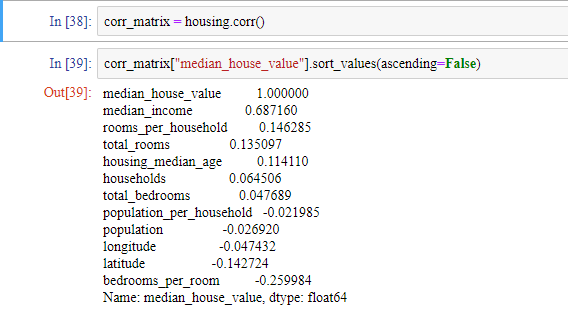 In [38]: corr_matrix = housing.corr()
In [39]: corr_matrix["median_house_value"].sort_values(ascending=False)
Out[39]: median_house_value 1.000000
median_income 0.687160
rooms_per_household 0.146285
total_rooms 0.135097
housing_median_age 0.114110
households 0.064506
total_bedrooms 0.047689
population_per_household -0.021985
population -0.026920
longitude -0.047432
latitude -0.142724
bedrooms_per_room -0.259984
Name: median_house_value, dtype: float64